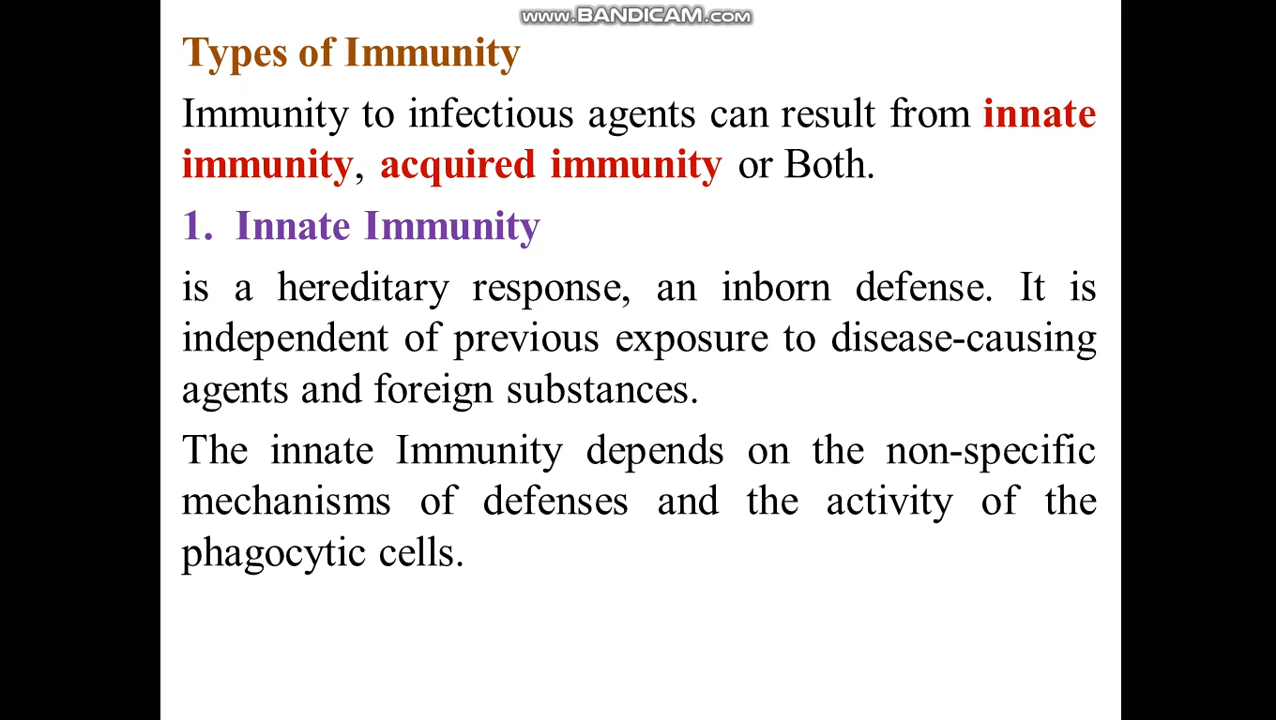 www.BANDICAM.com
Types of Immunity
Immunity to infectious agents can result from innate
immunity, acquired immunity or Both.
1. Innate Immunity
is a hereditary response, an inborn defense. It is
independent of previous exposure to disease-causing
agents and foreign substances.
The innate Immunity depends on the non-specific
mechanisms of defenses and the activity of the
phagocytic cells.